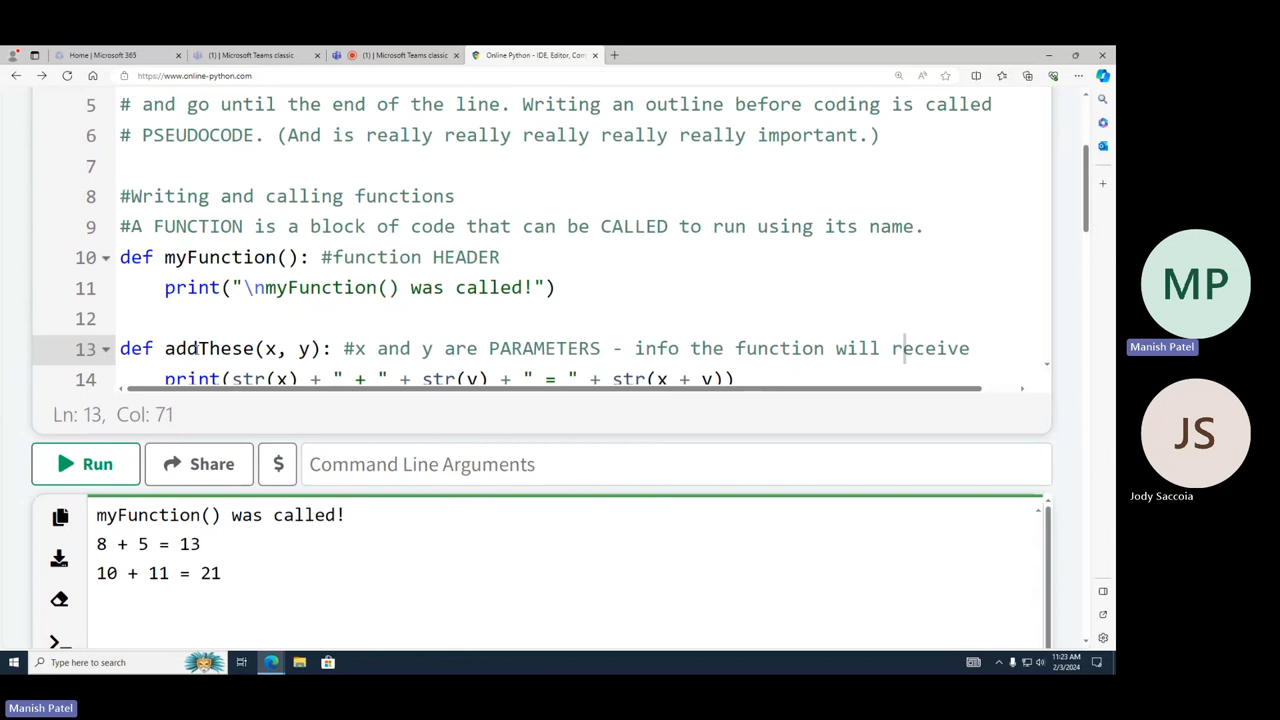 Home | Microsoft 365
(1) | Microsoft Teams classic
(1) | Microsoft Teams classic
Online Python - IDE, Editor, Com
https://www.online-python.com
5 # and go until the end of the line. Writing an outline before coding is called
6 # PSEUDOCODE. (And is really really really really really important.)
7
8 #Writing and calling functions
9 #A FUNCTION is a block of code that can be CALLED to run using its name.
10 def myFunction(): #function HEADER
11 print("\nmyFunction() was called!")
12
13 def addThese(x, y): #x and y are PARAMETERS - info the function will receive
14 print(str(x) + " + " + str(y) + " = " + str(x + y))
Ln: 13, Col: 71
Run
Share
$
Command Line Arguments
myFunction() was called!
8 + 5 = 13
10 + 11 = 21
Type here to search
11:23 AM
2/3/2024
MP
Manish Patel
JS
Jody Saccoia
Manish Patel